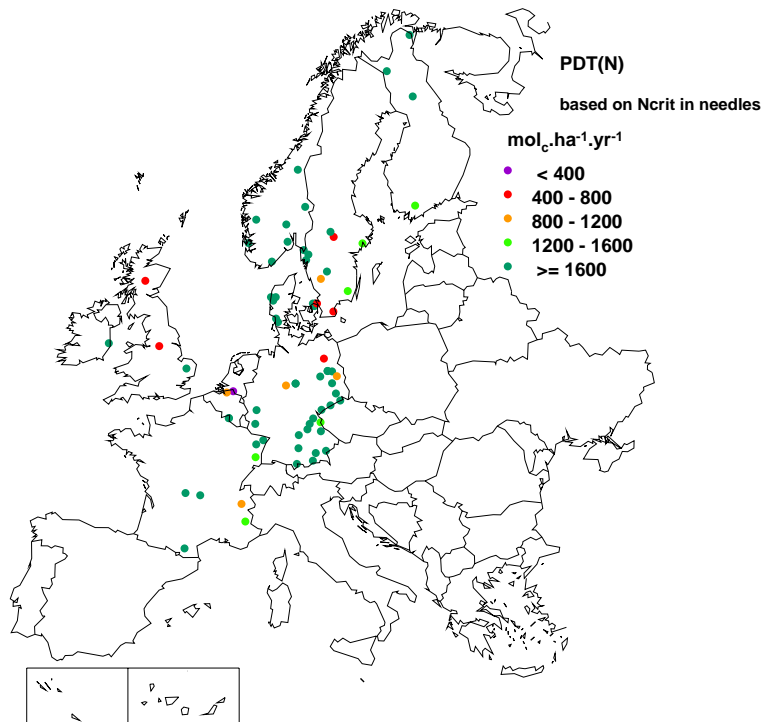 PDT(N)
based on Ncrit in needles
molc.ha-1.yr-1
< 400
400 - 800
800 - 1200
1200 - 1600
>= 1600